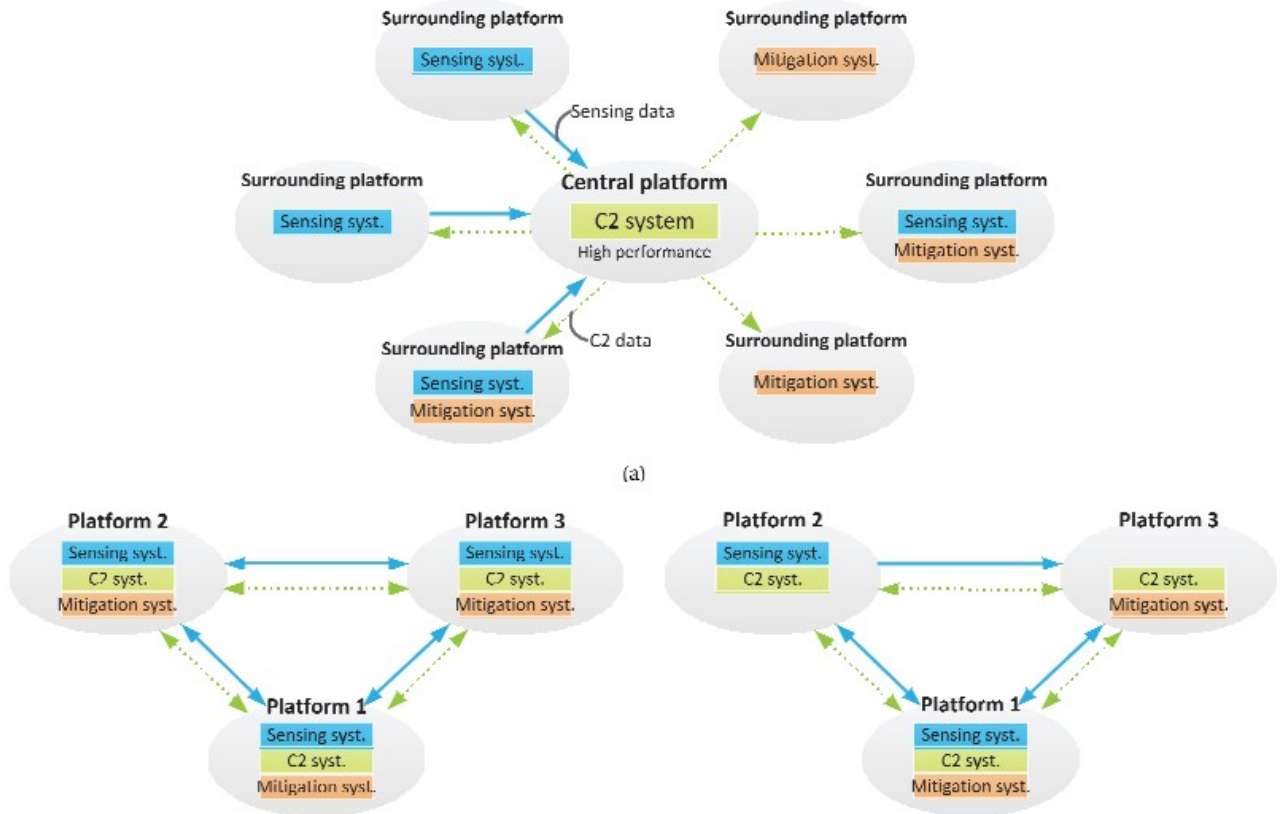 Surrounding platform
Sensing syst.
Surrounding platform
Mitigation syst.
Sensing data
Surrounding platform
Sensing syst.
Central platform
C2 system
High performance
Surrounding platform
Sensing syst.
Mitigation syst.
C2 data
Surrounding platform
Sensing syst.
Mitigation syst.
Surrounding platform
Mitigation syst.
(a)
Platform 2
Sensing syst.
C2 syst.
Mitigation syst.
Platform 3
Sensing syst.
C2 syst.
Mitigation syst.
Platform 1
Sensing syst.
C2 syst.
Mitigation syst.
Platform 2
Sensing syst.
C2 syst.
Platform 3
C2 syst.
Mitigation syst.
Platform 1
Sensing syst.
C2 syst.
Mitigation syst.